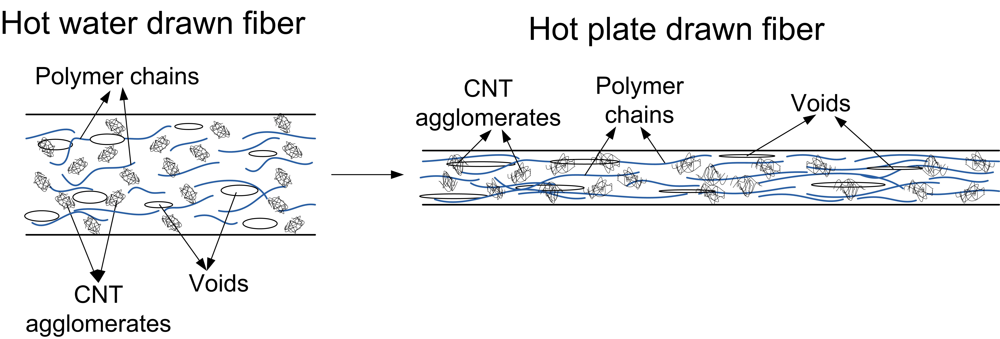 Hot water drawn fiber
Polymer chains
CNT
agglomerates
Voids
Hot plate drawn fiber
CNT
agglomerates
Polymer
chains
Voids